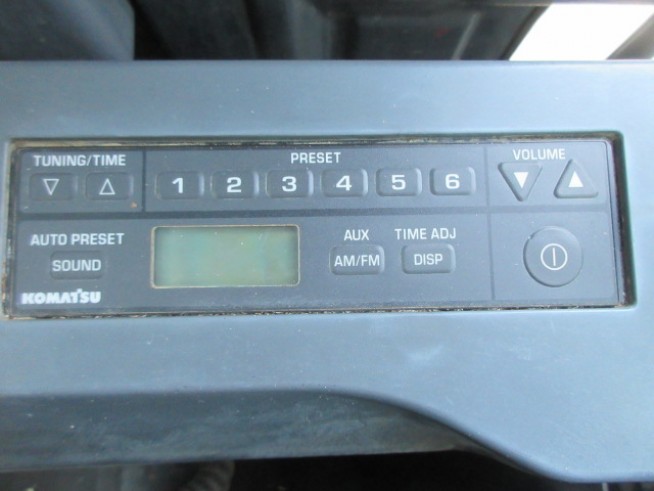 TUNING/TIME
PRESET
VOLUME
1 2 3 4 5 6
AUTO PRESET
SOUND
AUX
AM/FM
TIME ADJ
DISP
KOMATSU